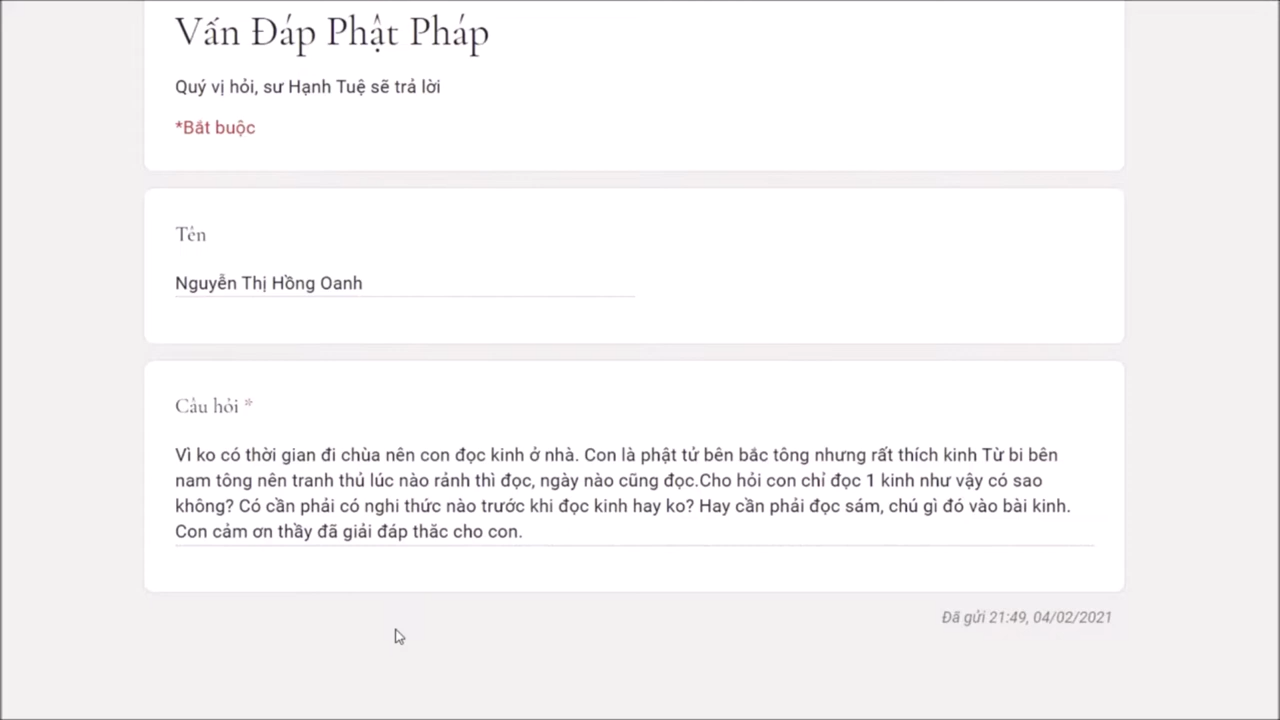 Vấn Đáp Phật Pháp
Quý vị hỏi, sư Hạnh Tuệ sẽ trả lời
*Bắt buộc
Tên
Nguyễn Thị Hồng Oanh
Câu hỏi *
Vì ko có thời gian đi chùa nên con đọc kinh ở nhà. Con là phật tử bên bắc tông nhưng rất thích kinh Từ bi bên
nam tông nên tranh thủ lúc nào rảnh thì đọc, ngày nào cũng đọc.Cho hỏi con chỉ đọc 1 kinh như vậy có sao
không? Có cần phải có nghi thức nào trước khi đọc kinh hay ko? Hay cần phải đọc sám, chú gì đó vào bài kinh.
Con cảm ơn thầy đã giải đáp thăc cho con.
Đã gửi 21:49, 04/02/2021